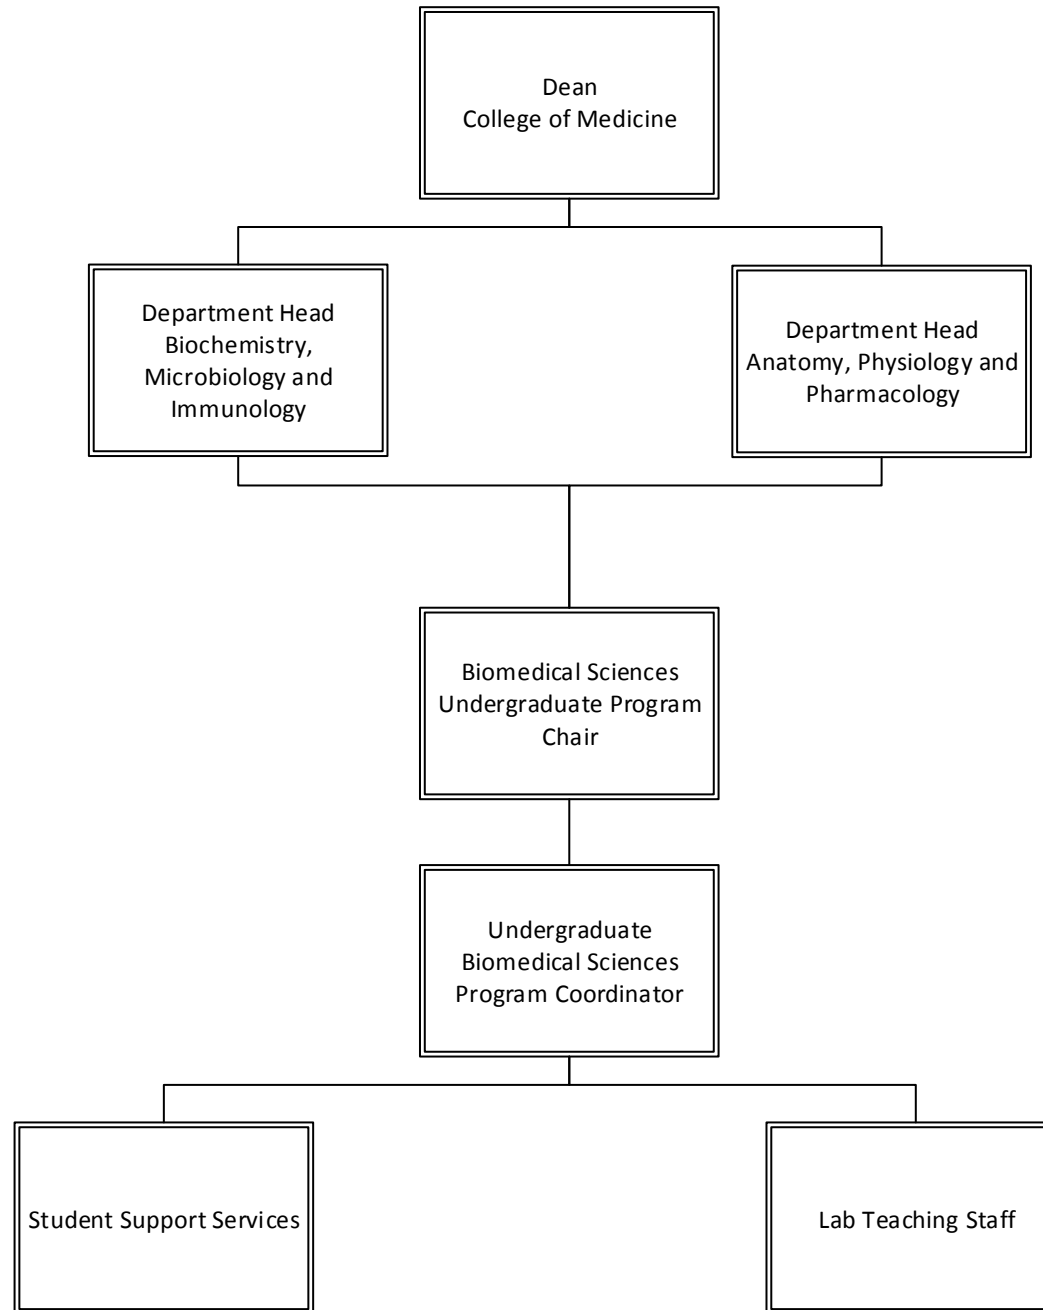 Dean
College of Medicine
Department Head
Biochemistry,
Microbiology and
Immunology
Department Head
Anatomy, Physiology and
Pharmacology
Biomedical Sciences
Undergraduate Program
Chair
Undergraduate
Biomedical Sciences
Program Coordinator
Student Support Services
Lab Teaching Staff